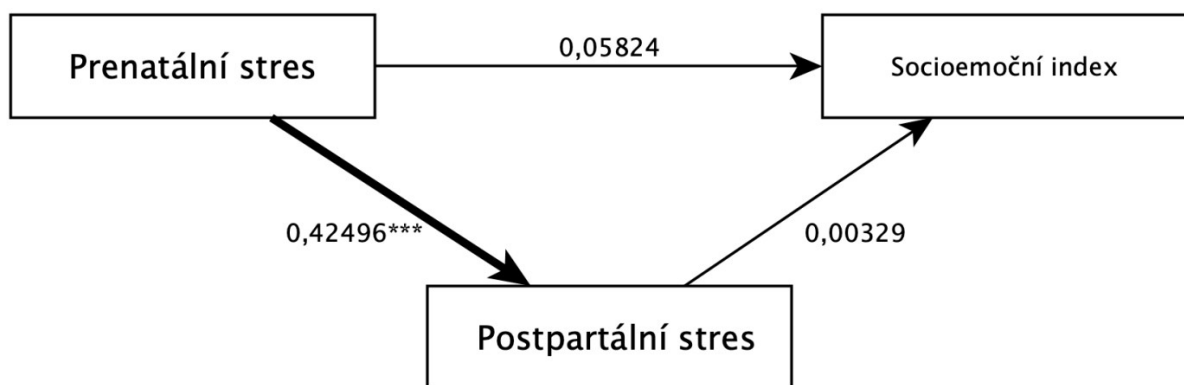 Prenatální stres
0,05824
Socioemoční index
0,42496***
0,00329
Postpartální stres